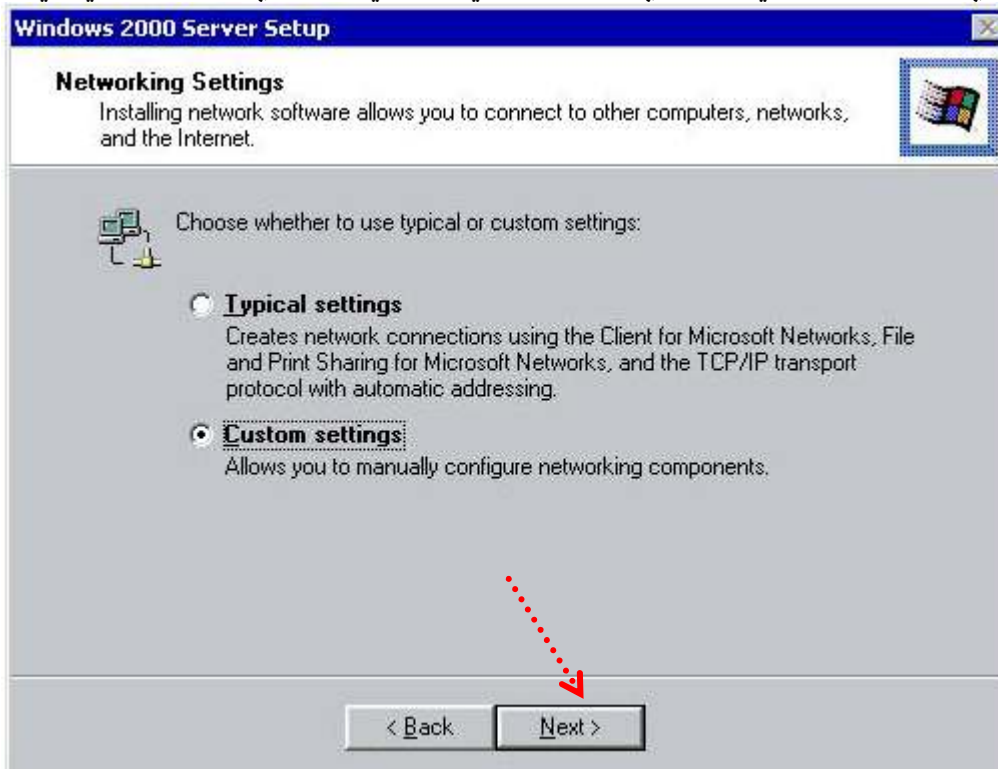 Windows 2000 Server Setup
Networking Settings
Installing network software allows you to connect to other computers, networks,
and the Internet.
Choose whether to use typical or custom settings:
Typical settings
Creates network connections using the Client for Microsoft Networks, File
and Print Sharing for Microsoft Networks, and the TCP/IP transport
protocol with automatic addressing.
Custom settings
Allows you to manually configure networking components.
< Back
Next >